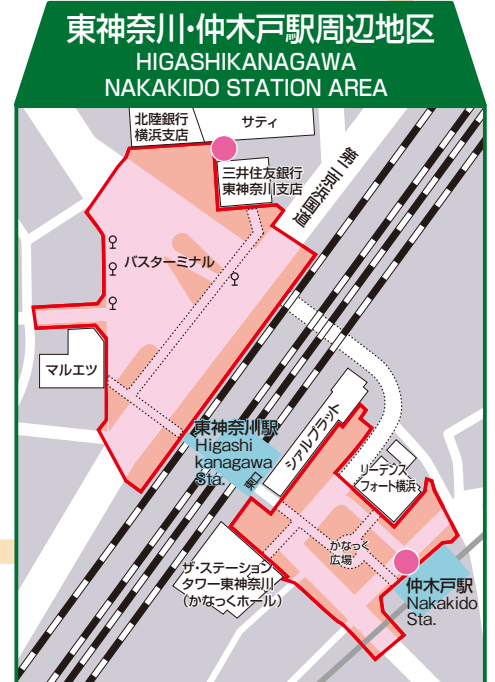 東神奈川・仲木戸駅周辺地区
HIGASHIKANAGAWA
NAKAKIDO STATION AREA
北陸銀行
横浜支店
サティ
三井住友銀行
東神奈川支店
第二京浜国道
バスターミナル
マルエツ
東神奈川駅
Higashi
kanagawa
Sta.
東口
シァルプラット
リーデンス
フォート横浜
かなっく
広場
ザ・ステーション
タワー東神奈川
(かなっくホール)
仲木戸駅
Nakakido
Sta.